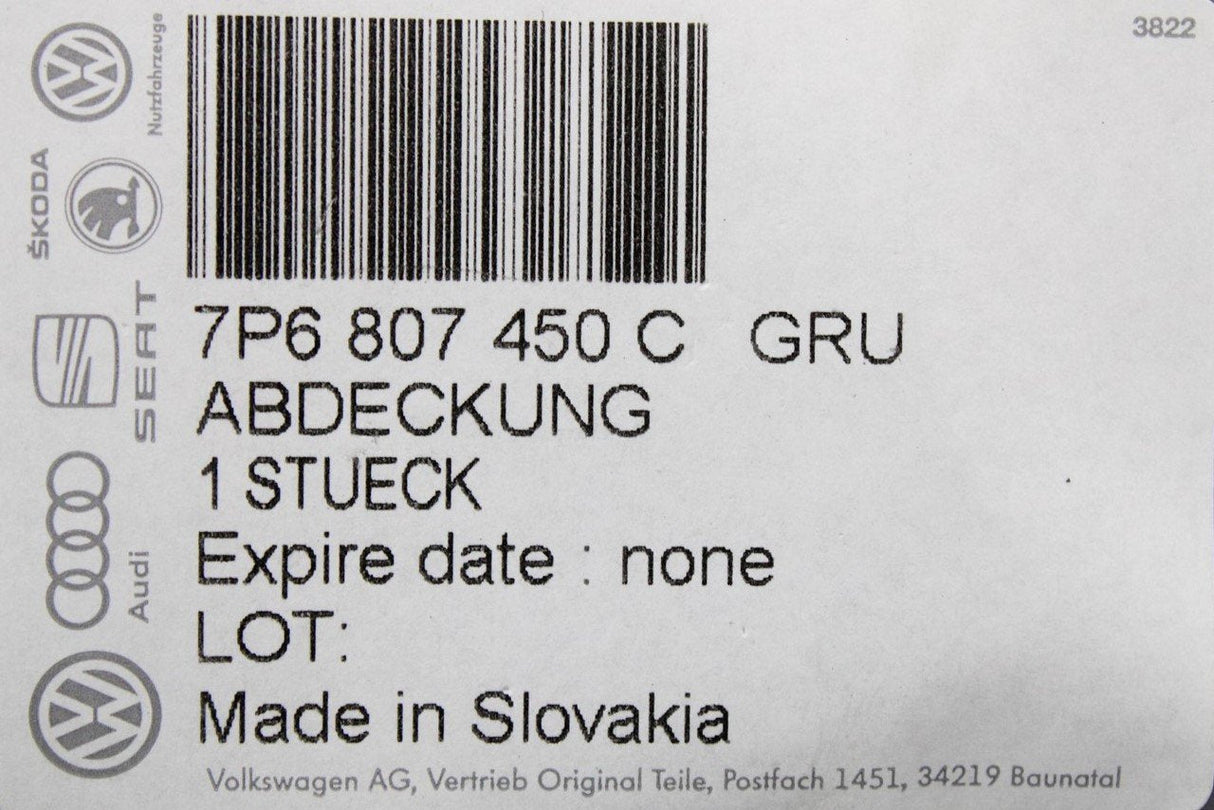 3822
Nutzfahrzeuge
ŠKODA
SEAT
Audi
7P6 807 450 C GRU
ABDECKUNG
1 STUECK
Expire date : none
LOT:
Made in Slovakia
Volkswagen AG, Vertrieb Original Teile, Postfach 1451, 34219 Baunatal